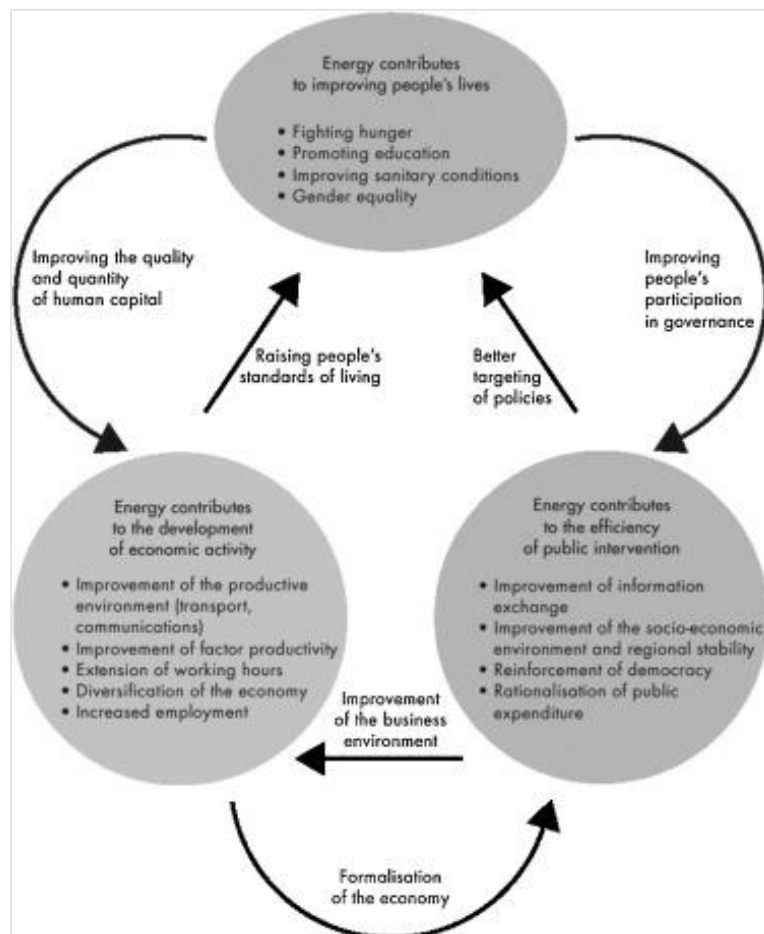 Energy contributes
to improving people's lives
• Fighting hunger
• Promoting education
• Improving sanitary conditions
• Gender equality
Improving the quality
and quantity
of human capital
Improving
people's
participation
in governance
Raising people's
standards of living
Better
targeting
of policies
Energy contributes
to the development
of economic activity
• Improvement of the productive
environment (transport,
communications)
• Improvement of factor productivity
• Extension of working hours
• Diversification of the economy
• Increased employment
Energy contributes
to the efficiency
of public intervention
• Improvement of information
exchange
• Improvement of the socio-economic
environment and regional stability
• Reinforcement of democracy
• Rationalisation of public
expenditure
Improvement
of the business
environment
Formalisation
of the economy